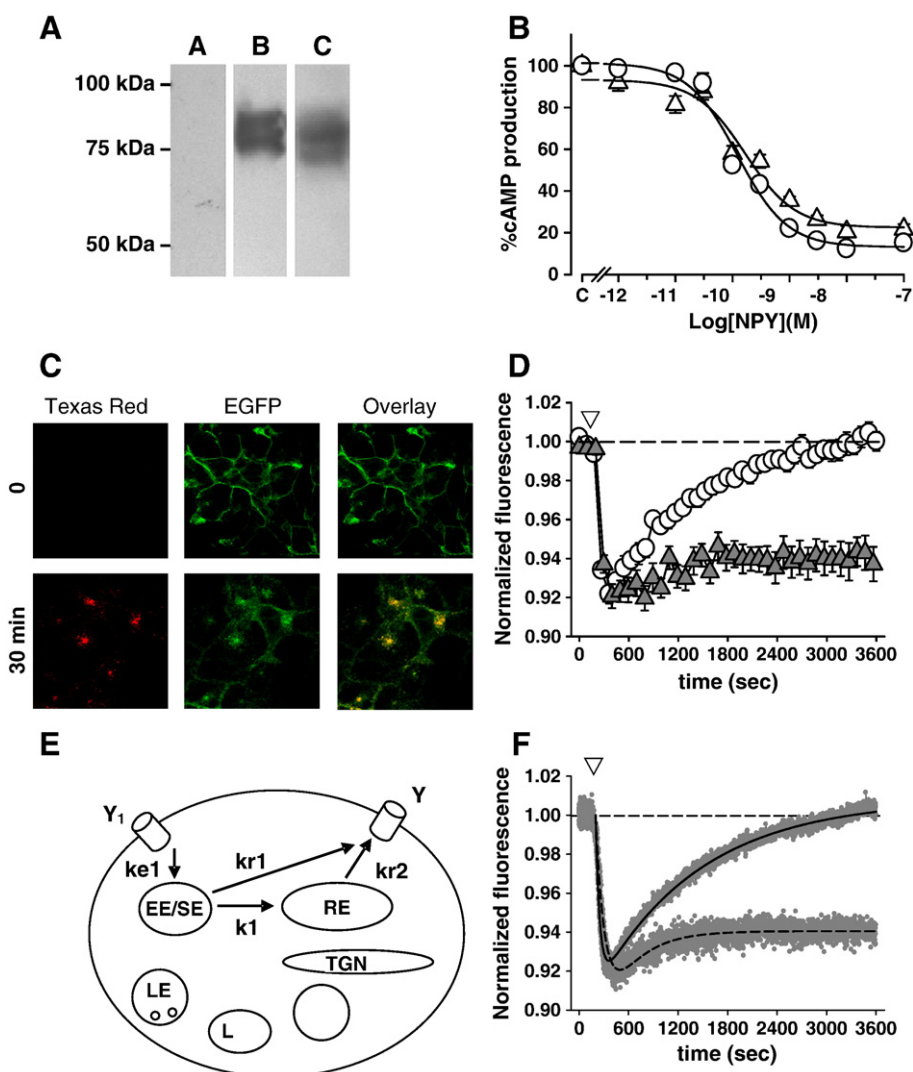 A
A B C
100 kDa
75 kDa
50 kDa
B
%cAMP production
100
80
60
40
20
0
C -12 -11 -10 -9 -8 -7
Log[NPY](M)
C
Texas Red EGFP Overlay
0
30 min
D
Normalized fluorescence
1.02
1.00
0.98
0.96
0.94
0.92
0.90
0 600 1200 1800 2400 3000 3600
time (sec)
E
Y1
Y
ke1
kr1
kr2
EE/SE
k1
RE
TGN
LE
L
F
Normalized fluorescence
1.02
1.00
0.98
0.96
0.94
0.92
0.90
0 600 1200 1800 2400 3000 3600
time (sec)